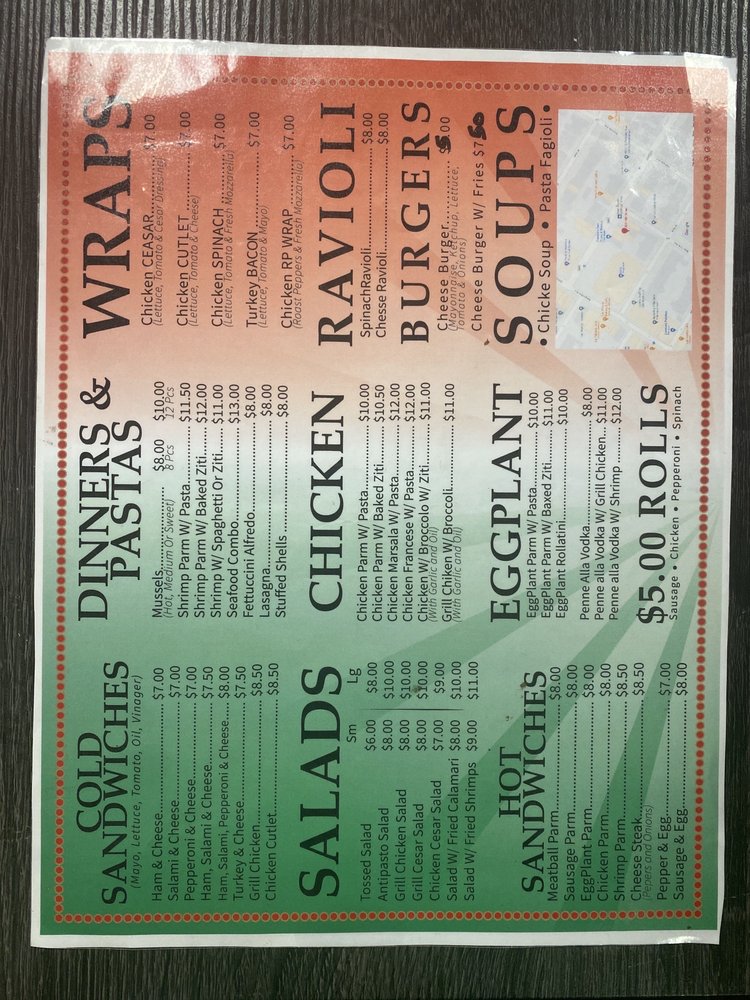 COLD
SANDWICHES
(Mayo, Lettuce, Tomato, Oil, Vinager)
Ham & Cheese $7.00
Salami & Cheese $7.00
Pepperoni & Cheese $7.00
Ham, Salami & Cheese $7.50
Ham, Salami, Pepperoni & Cheese $8.00
Turkey & Cheese $7.50
Grill Chicken $8.50
Chicken Cutlet $8.50
SALADS
Sm Lg
Tossed Salad $6.00 $8.00
Antipasto Salad $8.00 $10.00
Grill Chicken Salad $8.00 $10.00
Grill Cesar Salad $8.00 $10.00
Chicken Cesar Salad $7.00 $9.00
Salad W/ Fried Calamari $8.00 $10.00
Salad W/ Fried Shrimps $9.00 $11.00
HOT
SANDWICHES
Meatball Parm $8.00
Sausage Parm $8.00
EggPlant Parm $8.00
Chicken Parm $8.00
Shrimp Parm $8.50
Cheese Steak $8.50
(Pepers and Onions)
Pepper & Egg $7.00
Sausage & Egg $8.00
DINNERS &
PASTAS
Mussels $8.00 $10.00
(Hot, Medium Or Sweet) 8 Pcs 12 Pcs
Shrimp Parm W/ Pasta $11.50
Shrimp Parm W/ Baked Ziti $12.00
Shrimp W/ Spaghetti Or Ziti $11.00
Seafood Combo $13.00
Fettuccini Alfredo $8.00
Lasagna $8.00
Stuffed Shells $8.00
CHICKEN
Chicken Parm W/ Pasta $10.00
Chicken Parm W/ Baked Ziti $10.50
Chicken Marsala W/ Pasta $12.00
Chicken Francese W/ Pasta $12.00
Chicken W/ Broccolo W/ Ziti $11.00
(With Garlic and Oil)
Grill Chiken W/ Broccoli $11.00
(With Garlic and Oil)
EGGPLANT
EggPlant Parm W/ Pasta $10.00
EggPlant Parm W/ Baked Ziti $11.00
EggPlant Rollatini $10.00
Penne Alla Vodka $8.00
Penne alla Vodka W/ Grill Chicken $11.00
Penne alla Vodka W/ Shrimp $12.00
$5.00 ROLLS
Sausage • Chicken • Pepperoni • Spinach
WRAPS
Chicken CEASAR $7.00
(Lettuce, Tomato & Cesar Dressing)
Chicken CUTLET $7.00
(Lettuce, Tomato & Cheese)
Chicken SPINACH $7.00
(Lettuce, Tomato & Fresh Mozzarella)
Turkey BACON $7.00
(Lettuce, Tomato & Mayo)
Chicken RP WRAP $7.00
(Roast Peppers & Fresh Mozzarella)
RAVIOLI
SpinachRavioli $8.00
Chesse Ravioli $8.00
BURGERS
Cheese Burger .00
(Mayonnaise, Ketchup, Lettuce,
Tomato & Onions)
Cheese Burger W/ Fries $7.50
SOUPS
• Chicke Soup • Pasta Fagioli •